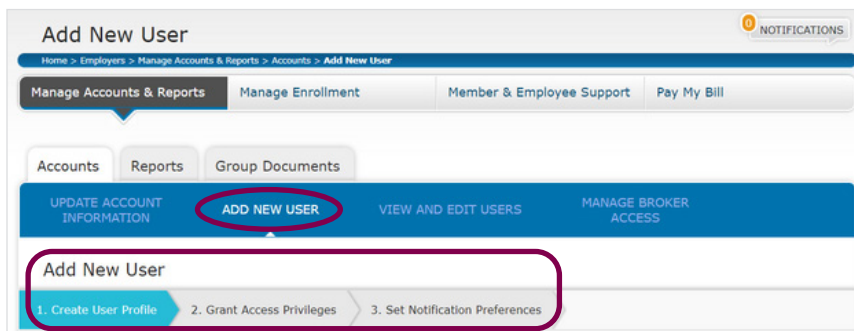 Add New User
0 NOTIFICATIONS
Home > Employers > Manage Accounts & Reports > Accounts > Add New User
Manage Accounts & Reports Manage Enrollment Member & Employee Support Pay My Bill
Accounts Reports Group Documents
UPDATE ACCOUNT INFORMATION
ADD NEW USER
VIEW AND EDIT USERS
MANAGE BROKER ACCESS
Add New User
1. Create User Profile 2. Grant Access Privileges 3. Set Notification Preferences